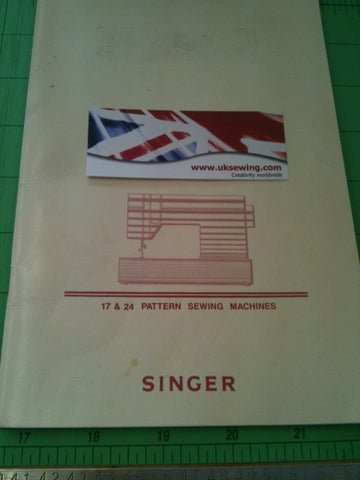 www.uksewing.com
Creativity worldwide
17 & 24 PATTERN SEWING MACHINES
SINGER
17 18 19 20 21